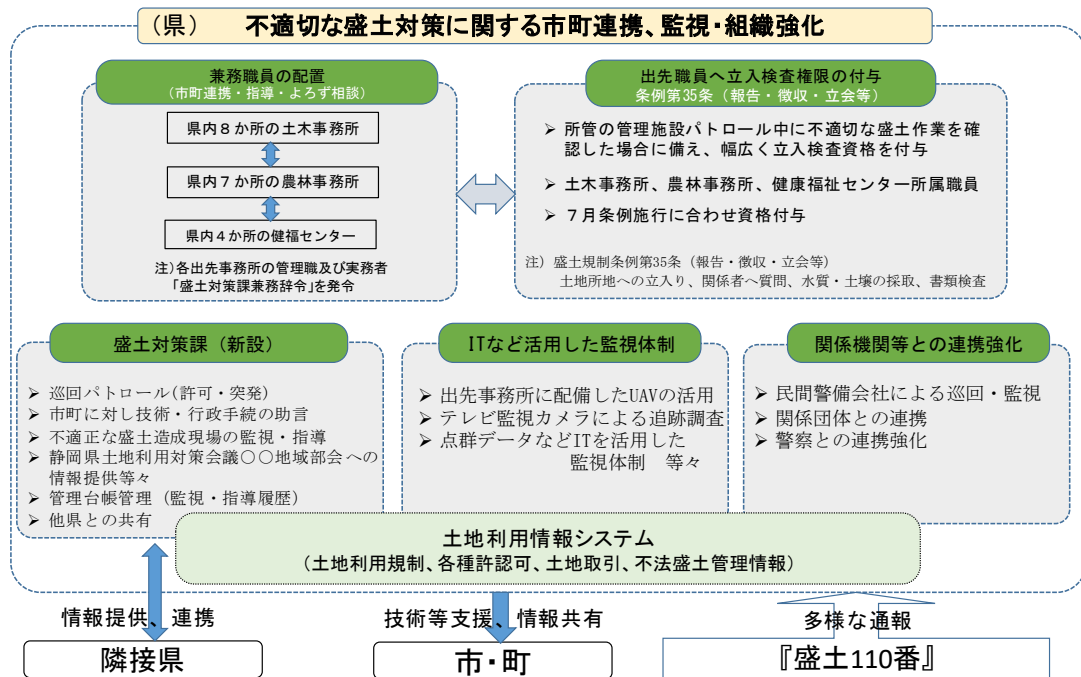 （県） 不適切な盛土対策に関する市町連携、監視・組織強化
兼務職員の配置
（市町連携・指導・よろず相談）
県内８か所の土木事務所
県内７か所の農林事務所
県内４か所の健福センター
注）各出先事務所の管理職及び実務者
「盛土対策課兼務辞令」を発令
出先職員へ立入検査権限の付与
条例第35条（報告・徴収・立会等）
➢ 所管の管理施設パトロール中に不適切な盛土作業を確
認した場合に備え、幅広く立入検査資格を付与
➢ 土木事務所、農林事務所、健康福祉センター所属職員
➢ ７月条例施行に合わせ資格付与
注） 盛土規制条例第35条（報告・徴収・立会等）
土地所地への立入り、関係者へ質問、水質・土壌の採取、書類検査
盛土対策課（新設）
➢ 巡回パトロール(許可・突発)
➢ 市町に対し技術・行政手続の助言
➢ 不適正な盛土造成現場の監視・指導
➢ 静岡県土地利用対策会議〇〇地域部会への
情報提供等々
➢ 管理台帳管理（監視・指導履歴）
➢ 他県との共有
ITなど活用した監視体制
➢ 出先事務所に配備したUAVの活用
➢ テレビ監視カメラによる追跡調査
➢ 点群データなどITを活用した
監視体制　等々
関係機関等との連携強化
➢ 民間警備会社による巡回・監視
➢ 関係団体との連携
➢ 警察との連携強化
土地利用情報システム
（土地利用規制、各種許認可、土地取引、不法盛土管理情報）
情報提供、連携
隣接県
技術等支援、情報共有
市・町
多様な通報
『盛土110番』